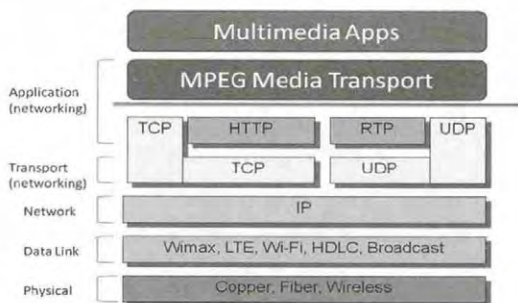 Multimedia Apps
Application
(networking)
MPEG Media Transport
TCP HTTP RTP UDP
Transport
(networking)
TCP UDP
Network
IP
Data Link
Wimax, LTE, Wi-Fi, HDLC, Broadcast
Physical
Copper, Fiber, Wireless